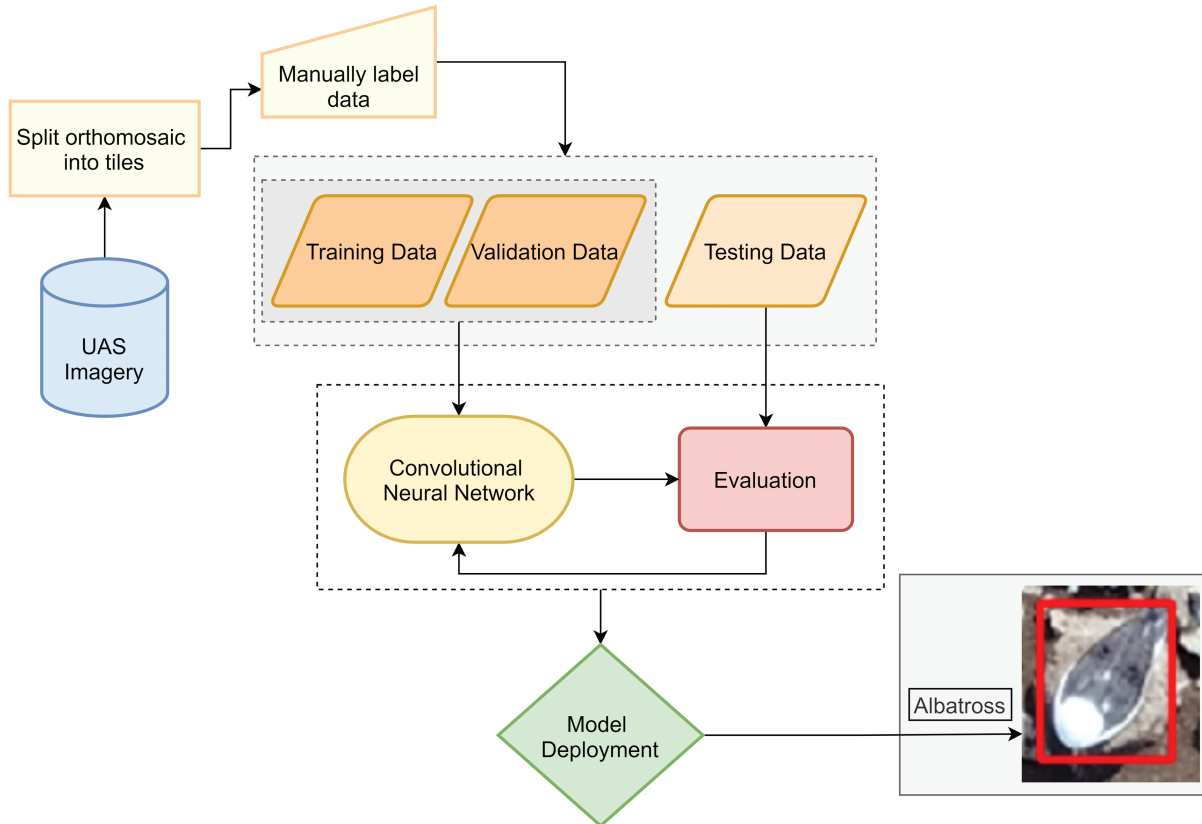 Manually label
data
Split orthomosaic
into tiles
UAS
Imagery
Training Data
Validation Data
Testing Data
Convolutional
Neural Network
Evaluation
Model
Deployment
Albatross